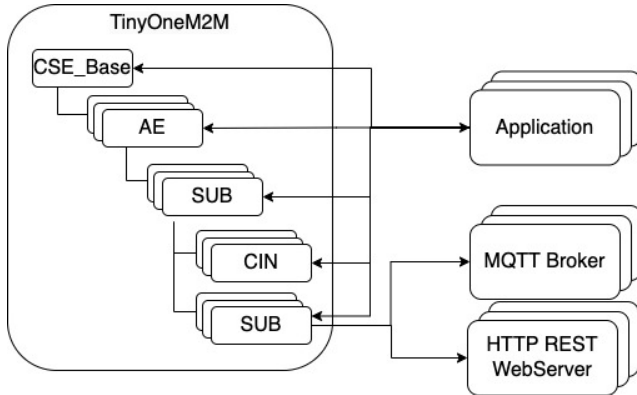 TinyOneM2M
CSE_Base
AE
Application
SUB
CIN
MQTT Broker
SUB
HTTP REST
WebServer